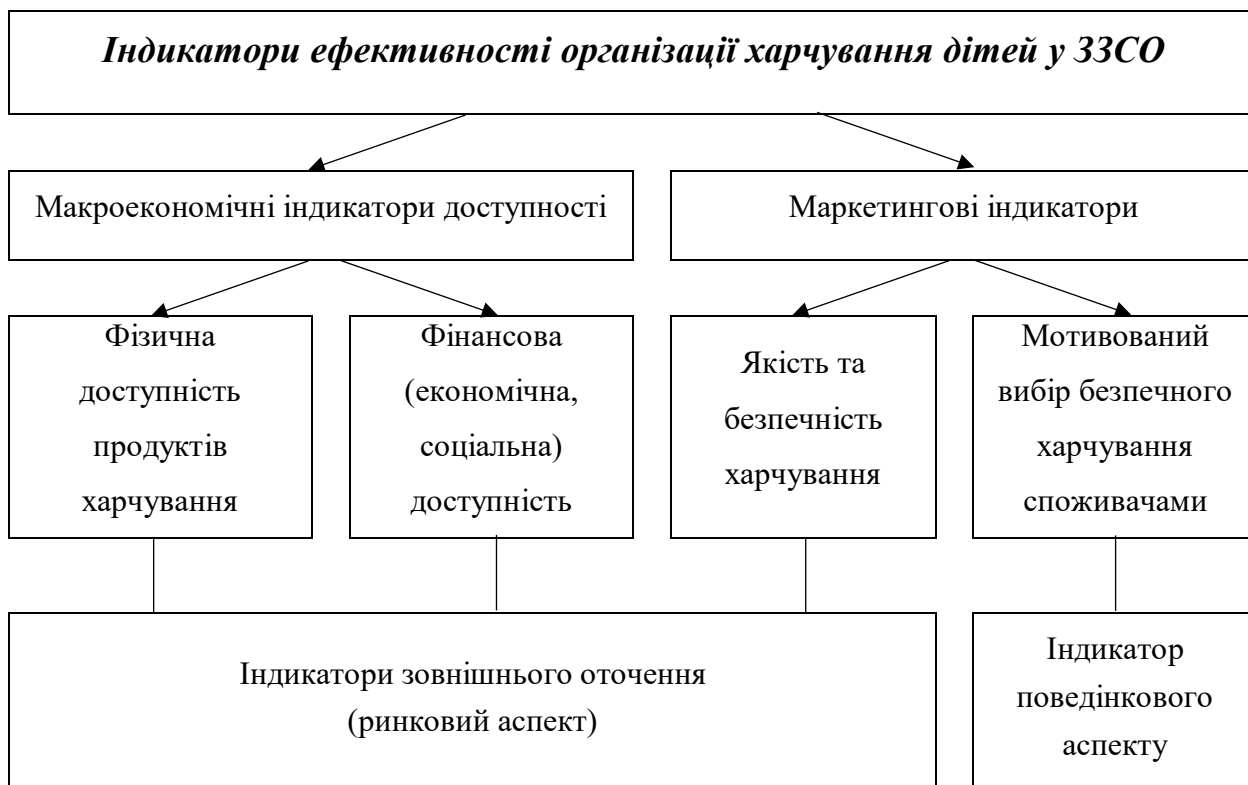 Індикатори ефективності організації харчування дітей у ЗЗСО
Макроекономічні індикатори доступності
Маркетингові індикатори
Фізична
доступність
продуктів
харчування
Фінансова
(економічна,
соціальна)
доступність
Якість та
безпечність
харчування
Мотивований
вибір безпечного
харчування
споживачами
Індикатори зовнішнього оточення
(ринковий аспект)
Індикатор
поведінкового
аспекту